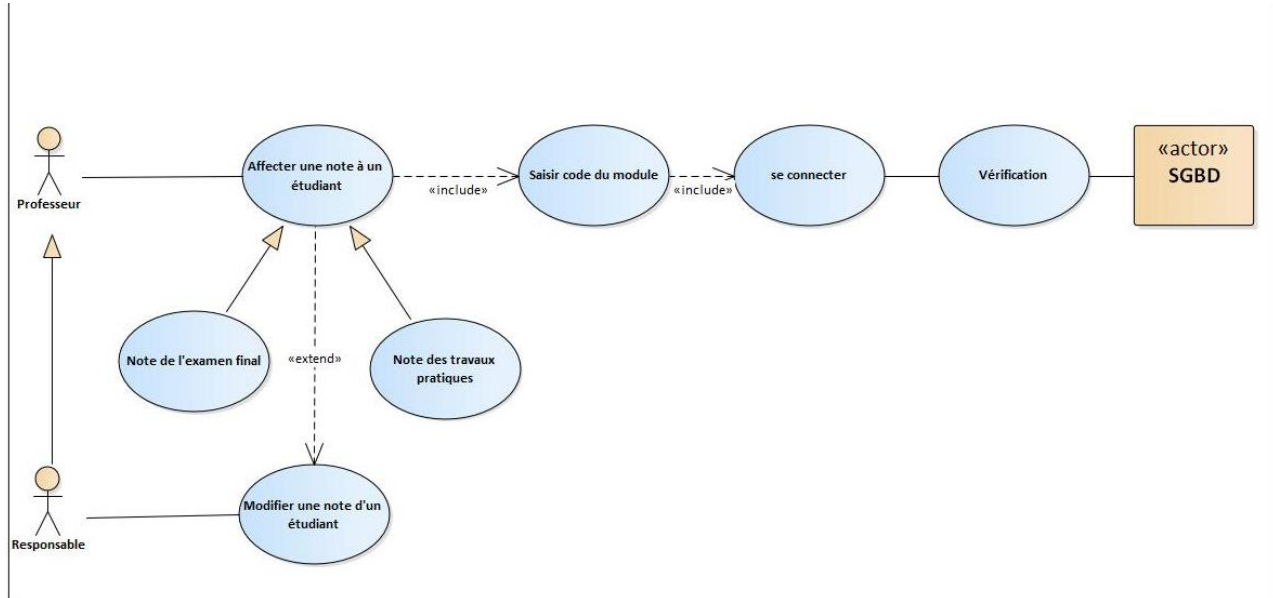 Professeur
Affecter une note à un
étudiant
«include»
Saisir code du module
«include»
se connecter
Vérification
«actor»
SGBD
Note de l'examen final
«extend»
Note des travaux
pratiques
Responsable
Modifier une note d'un
étudiant